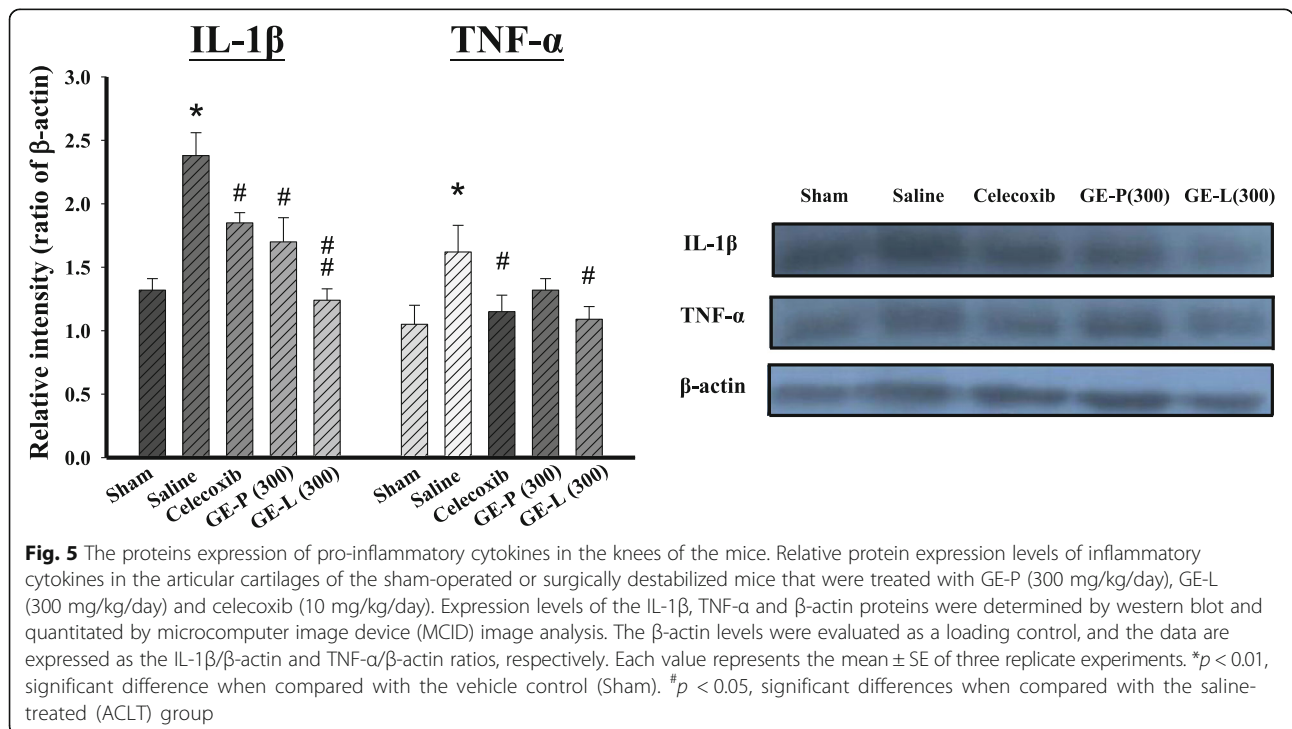 IL-1β
TNF-α
Relative intensity (ratio of β-actin)
3.0
2.5
2.0
1.5
1.0
0.5
0.0
*
#
#
#
#
*
#
#
Sham
Saline
Celecoxib
GE-P (300)
GE-L (300)
Sham
Saline
Celecoxib
GE-P (300)
GE-L (300)
Sham Saline Celecoxib GE-P(300) GE-L(300)
IL-1β
TNF-α
β-actin
Fig. 5 The proteins expression of pro-inflammatory cytokines in the knees of the mice. Relative protein expression levels of inflammatory
cytokines in the articular cartilages of the sham-operated or surgically destabilized mice that were treated with GE-P (300 mg/kg/day), GE-L
(300 mg/kg/day) and celecoxib (10 mg/kg/day). Expression levels of the IL-1β, TNF-α and β-actin proteins were determined by western blot and
quantitated by microcomputer image device (MCID) image analysis. The β-actin levels were evaluated as a loading control, and the data are
expressed as the IL-1β/β-actin and TNF-α/β-actin ratios, respectively. Each value represents the mean ± SE of three replicate experiments. *p < 0.01,
significant difference when compared with the vehicle control (Sham). #p < 0.05, significant differences when compared with the saline-
treated (ACLT) group